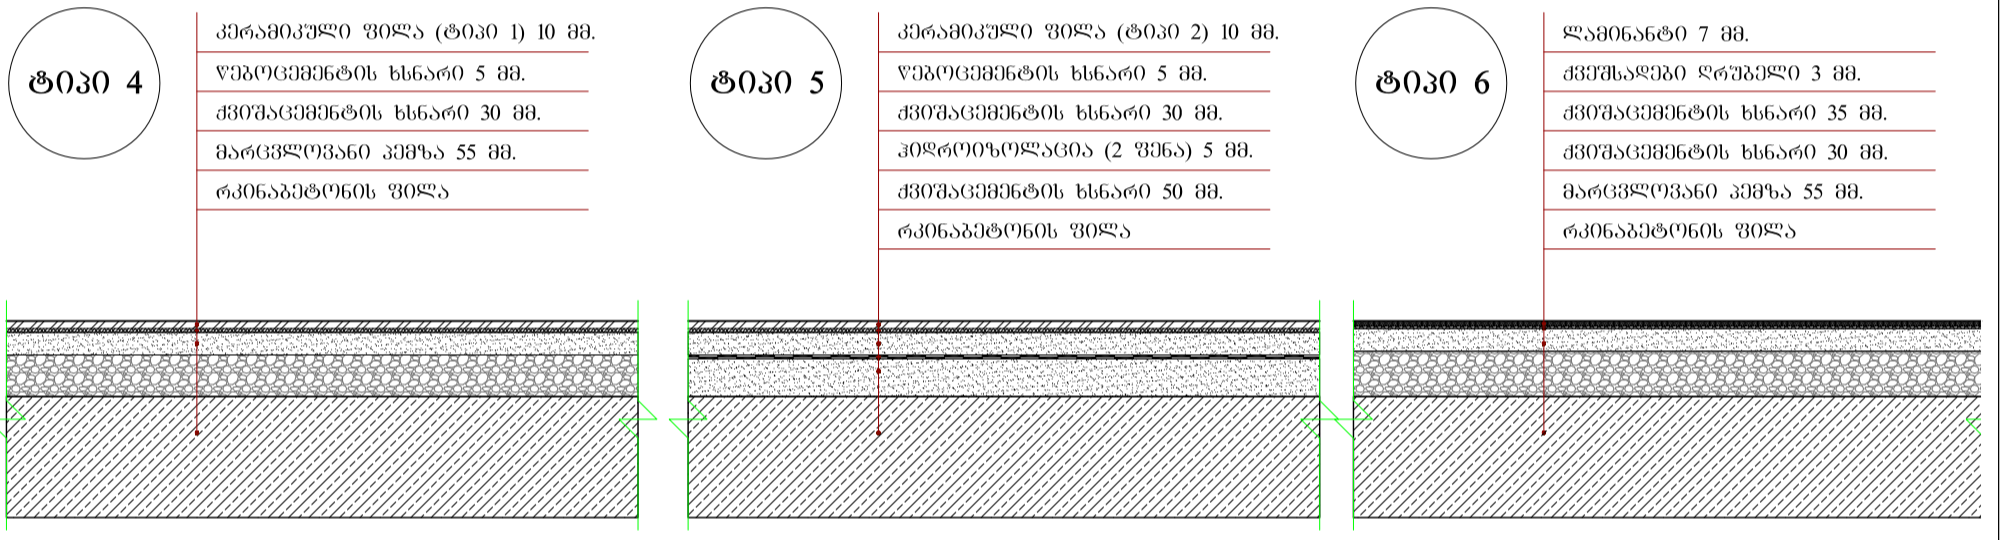 ტიპი 4
კერამიკული ფილა (ტიპი 1) 10 მმ.
წებოცემენტის ხსნარი 5 მმ.
ქვიშაცემენტის ხსნარი 30 მმ.
მარცვლოვანი პემზა 55 მმ.
რკინაბეტონის ფილა
ტიპი 5
კერამიკული ფილა (ტიპი 2) 10 მმ.
წებოცემენტის ხსნარი 5 მმ.
ქვიშაცემენტის ხსნარი 30 მმ.
ჰიდროიზოლაცია (2 ფენა) 5 მმ.
ქვიშაცემენტის ხსნარი 50 მმ.
რკინაბეტონის ფილა
ტიპი 6
ლამინანტი 7 მმ.
ქვეშსადები ღრუბელი 3 მმ.
ქვიშაცემენტის ხსნარი 35 მმ.
ქვიშაცემენტის ხსნარი 30 მმ.
მარცვლოვანი პემზა 55 მმ.
რკინაბეტონის ფილა